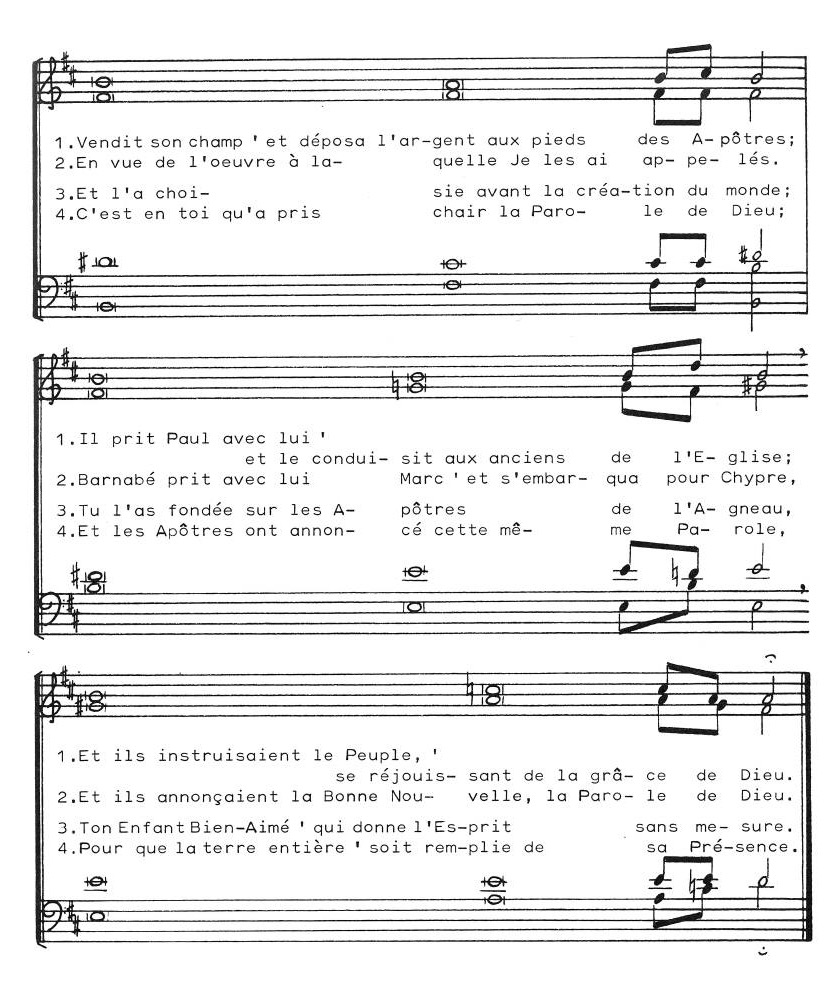 1.Vendit son champ ' et déposa l'ar-gent aux pieds des A-pôtres;
2.En vue de l'oeuvre à la- quelle Je les ai ap- pe- lés.
3.Et l'a choi- sie avant la créa-tion du monde;
4.C'est en toi qu'a pris chair la Paro- le de Dieu;
1.Il prit Paul avec lui '
et le condui- sit aux anciens de l'E- glise;
2.Barnabé prit avec lui Marc ' et s'embar- qua pour Chypre,
3.Tu l'as fondée sur les A- pôtres de l'A- gneau,
4.Et les Apôtres ont annon- cé cette mê- me Pa- role,
1.Et ils instruisaient le Peuple, '
se réjouis- sant de la grâ- ce de Dieu.
2.Et ils annonçaient la Bonne Nou- velle, la Paro- le de Dieu.
3.Ton Enfant Bien-Aimé ' qui donne l'Es-prit sans me- sure.
4.Pour que la terre entière ' soit rem-plie de sa Pré-sence.